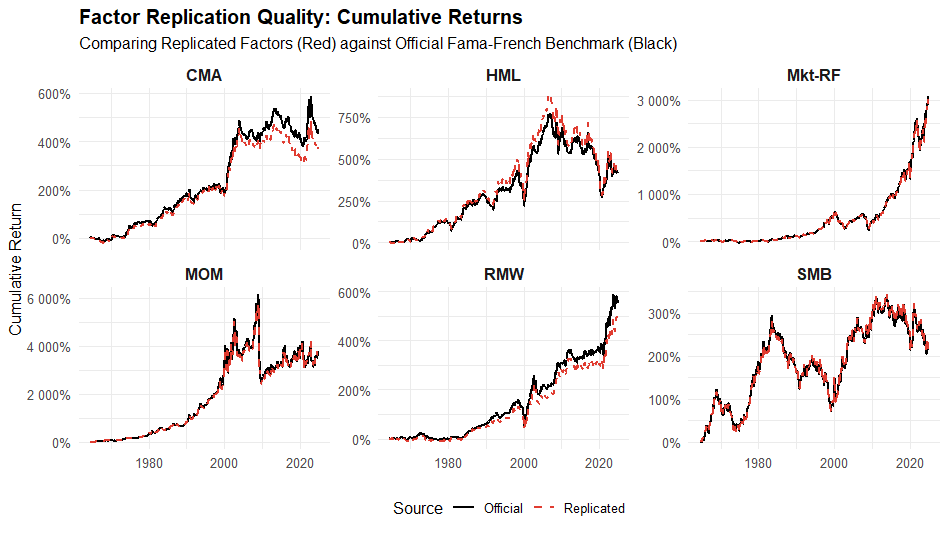 Factor Replication Quality: Cumulative Returns
Comparing Replicated Factors (Red) against Official Fama-French Benchmark (Black)
CMA
HML
Mkt-RF
600%
400%
200%
0%
750%
500%
250%
0%
3 000%
2 000%
1 000%
0%
Cumulative Return
MOM
RMW
SMB
6 000%
4 000%
2 000%
0%
600%
400%
200%
0%
300%
200%
100%
0%
1980 2000 2020
1980 2000 2020
1980 2000 2020
Source Official Replicated